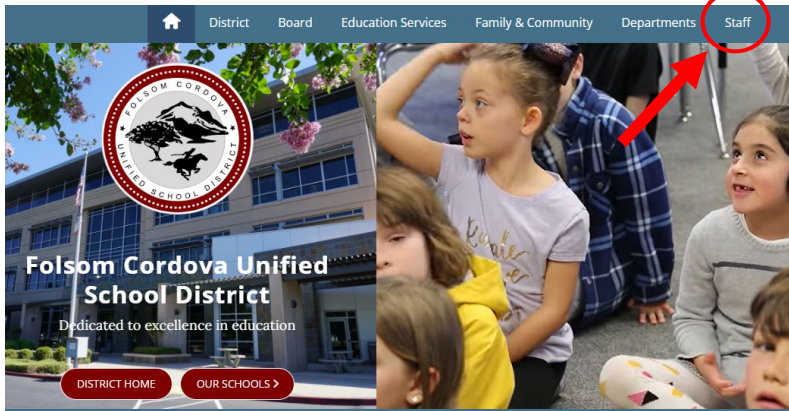 District Board Education Services Family & Community Departments Staff
FOLSOM CORDOVA
UNIFIED SCHOOL DISTRICT
Folsom Cordova Unified
School District
Dedicated to excellence in education
DISTRICT HOME OUR SCHOOLS >